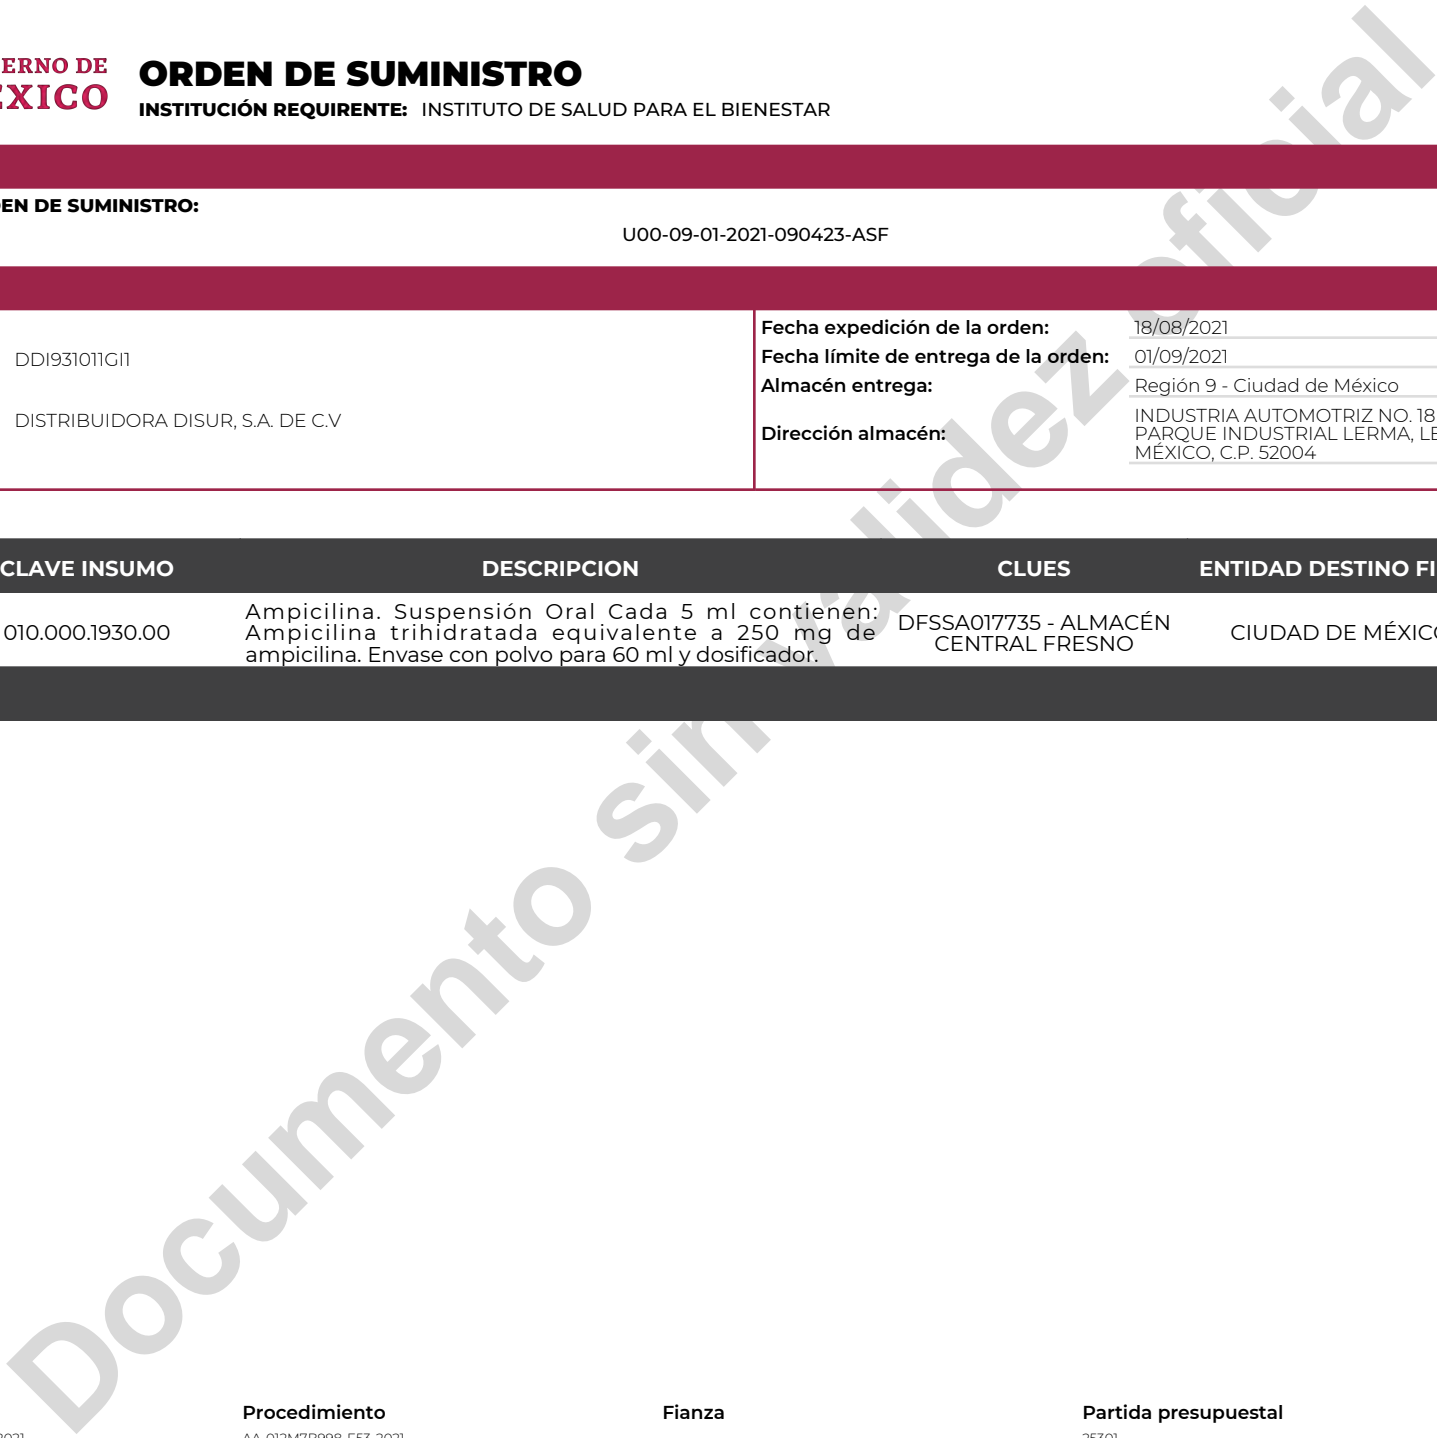 ERNO DE
ÉXICO
ORDEN DE SUMINISTRO
INSTITUCIÓN REQUIRENTE: INSTITUTO DE SALUD PARA EL BIENESTAR
EN DE SUMINISTRO:
U00-09-01-2021-090423-ASF
DDI931011GI1
DISTRIBUIDORA DISUR, S.A. DE C.V
Fecha expedición de la orden: 18/08/2021
Fecha límite de entrega de la orden: 01/09/2021
Almacén entrega: Región 9 - Ciudad de México
Dirección almacén:
INDUSTRIA AUTOMOTRIZ NO. 18
PARQUE INDUSTRIAL LERMA, LE
MÉXICO, C.P. 52004
CLAVE INSUMO DESCRIPCION CLUES ENTIDAD DESTINO FI
010.000.1930.00
Ampicilina. Suspensión Oral Cada 5 ml contienen:
Ampicilina trihidratada equivalente a 250 mg de
ampicilina. Envase con polvo para 60 ml y dosificador.
DFSSA017735 - ALMACÉN
CENTRAL FRESNO
CIUDAD DE MÉXICO
Documento sin validez oficial
Procedimiento Fianza Partida presupuestal